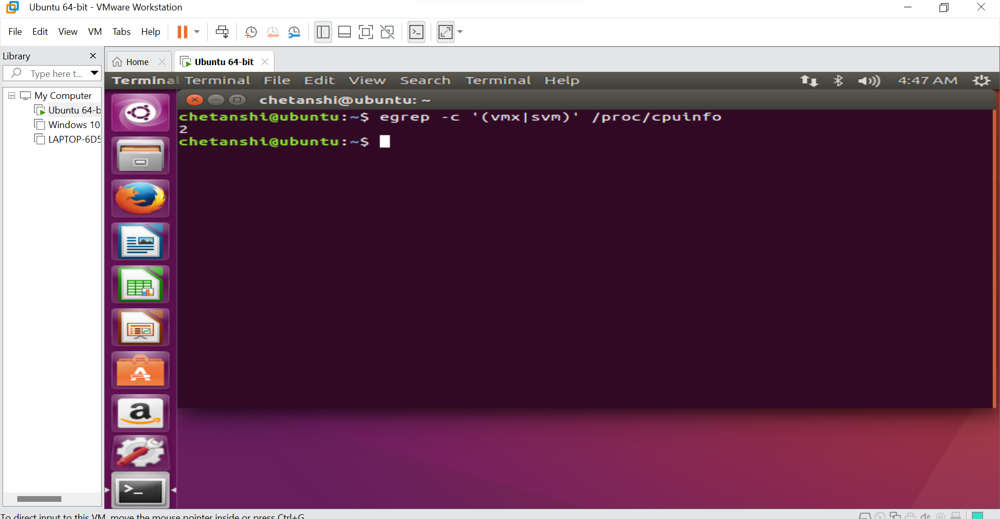 Ubuntu 64-bit - VMware Workstation
File Edit View VM Tabs Help
Library
Type here t...
My Computer
Ubuntu 64-b
Windows 10
LAPTOP-6D5
Home
Ubuntu 64-bit
Terminal Terminal File Edit View Search Terminal Help 4:47 AM
chetanshi@ubuntu: ~
chetanshi@ubuntu:~$ egrep -c '(vmx|svm)' /proc/cpuinfo
2
chetanshi@ubuntu:~$
To direct input to this VM, move the mouse pointer inside or press Ctrl+G.